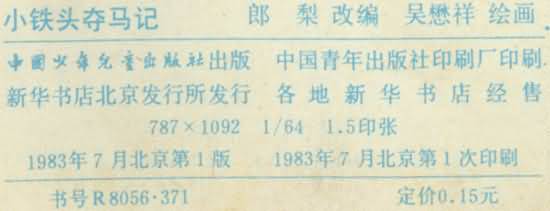 小铁头夺马记 郎 梨 改编 吴懋祥 绘画
中国少年儿童出版社出版 中国青年出版社印刷厂印刷
新华书店北京发行所发行 各地新华书店经售
787×1092 1/64 1.5印张
1983年7月北京第1版 1983年7月北京第1次印刷
书号R8056·371 定价0.15元